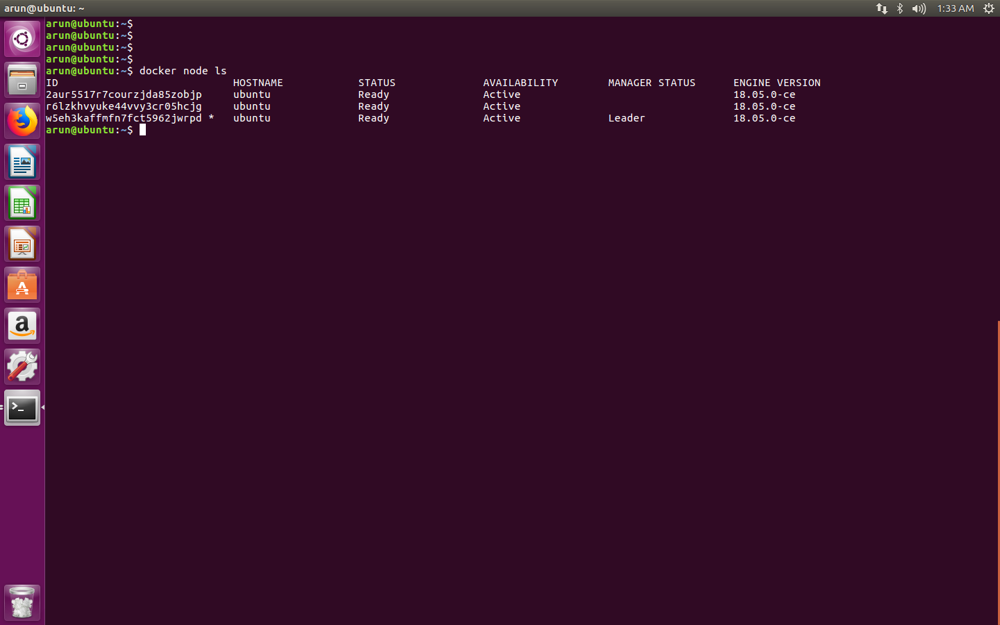 arun@ubuntu: ~
1:33 AM
arun@ubuntu:~$
arun@ubuntu:~$
arun@ubuntu:~$
arun@ubuntu:~$
arun@ubuntu:~$ docker node ls
ID HOSTNAME STATUS AVAILABILITY MANAGER STATUS ENGINE VERSION
2aur5517r7courzjda85zobjp ubuntu Ready Active 18.05.0-ce
r6lzkhvyuke44vvy3cr05hcjg ubuntu Ready Active 18.05.0-ce
w5eh3kaffmfn7fct5962jwrpd * ubuntu Ready Active Leader 18.05.0-ce
arun@ubuntu:~$